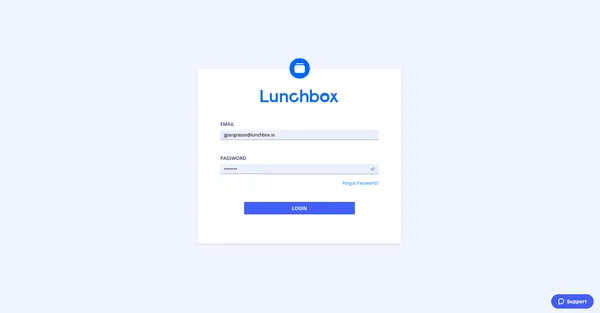 Lunchbox
EMAIL
jgiangrasso@lunchbox.io
PASSWORD
••••••••
Forgot Password?
LOGIN
Support